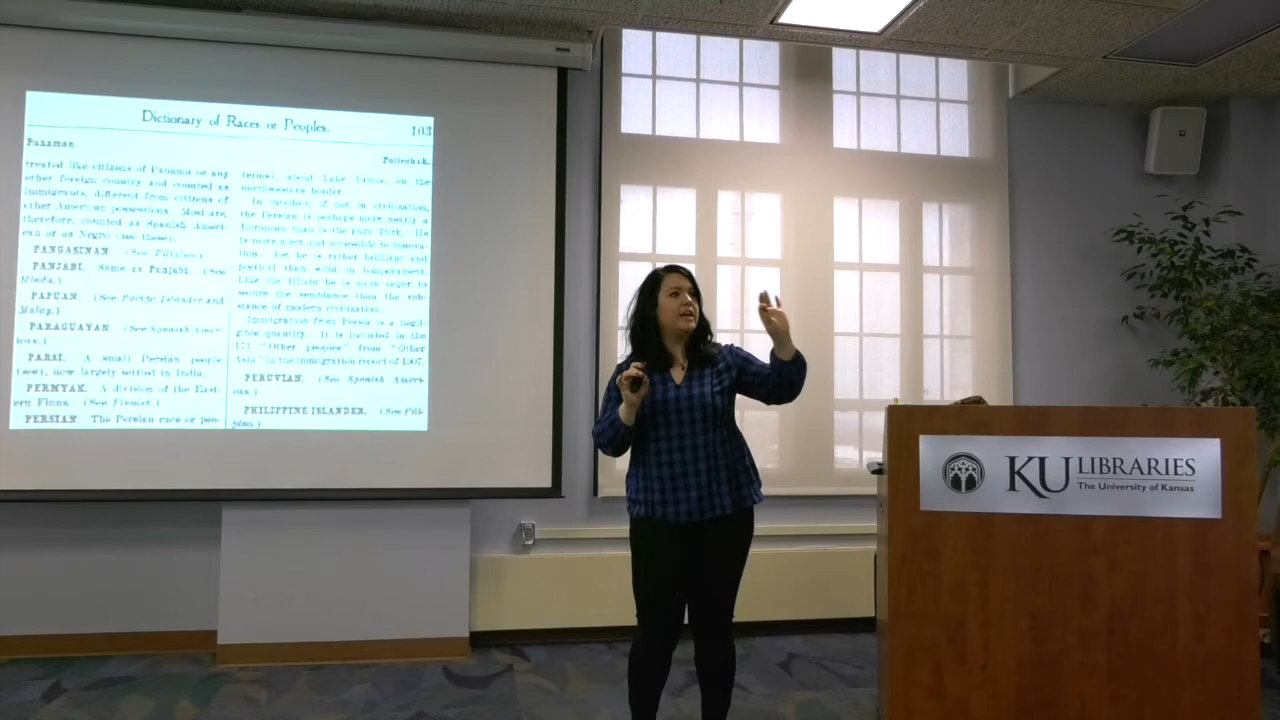 Dictionary of Races or Peoples.
103
Panaman
Polischuk.
treated like citizens of Panama or any
other foreign country and counted as
immigrants, different from citizens of
other American possessions. Most are,
therefore, counted as Spanish Ameri-
can or as Negro (see these).
PANGASINAN (See Filipino.)
PANJABI. Same as Punjabi. (See
Hindu.)
PAPUAN. (See Pacific Islander and
Malay.)
PARAGUAYAN. (See Spanish Amer-
ican.)
PARSI. A small Persian people
(see), now largely settled in India.
PERMYAK. A division of the East-
ern Finns. (See Finnish.)
PERSIAN. The Persian race or peo-
about Lake Urmia, on the
northwestern border.
In intellect, if not in civilization,
the Persian is perhaps more nearly a
European than is the pure Turk. He
is more alert and accessible to innova-
tion. Yet he is rather brilliant and
poetical than solid in temperament.
Like the Hindu he is more eager to
secure the semblance than the sub-
stance of modern civilization.
Immigration from Persia is a negli-
gible quantity. It is included in the
171 "Other peoples" from "Other
Asia" in the immigration report of 1907.
PERUVIAN. (See Spanish Ameri-
can.)
PHILIPPINE ISLANDER. (See Fili-
pino.)
KU LIBRARIES
The University of Kansas